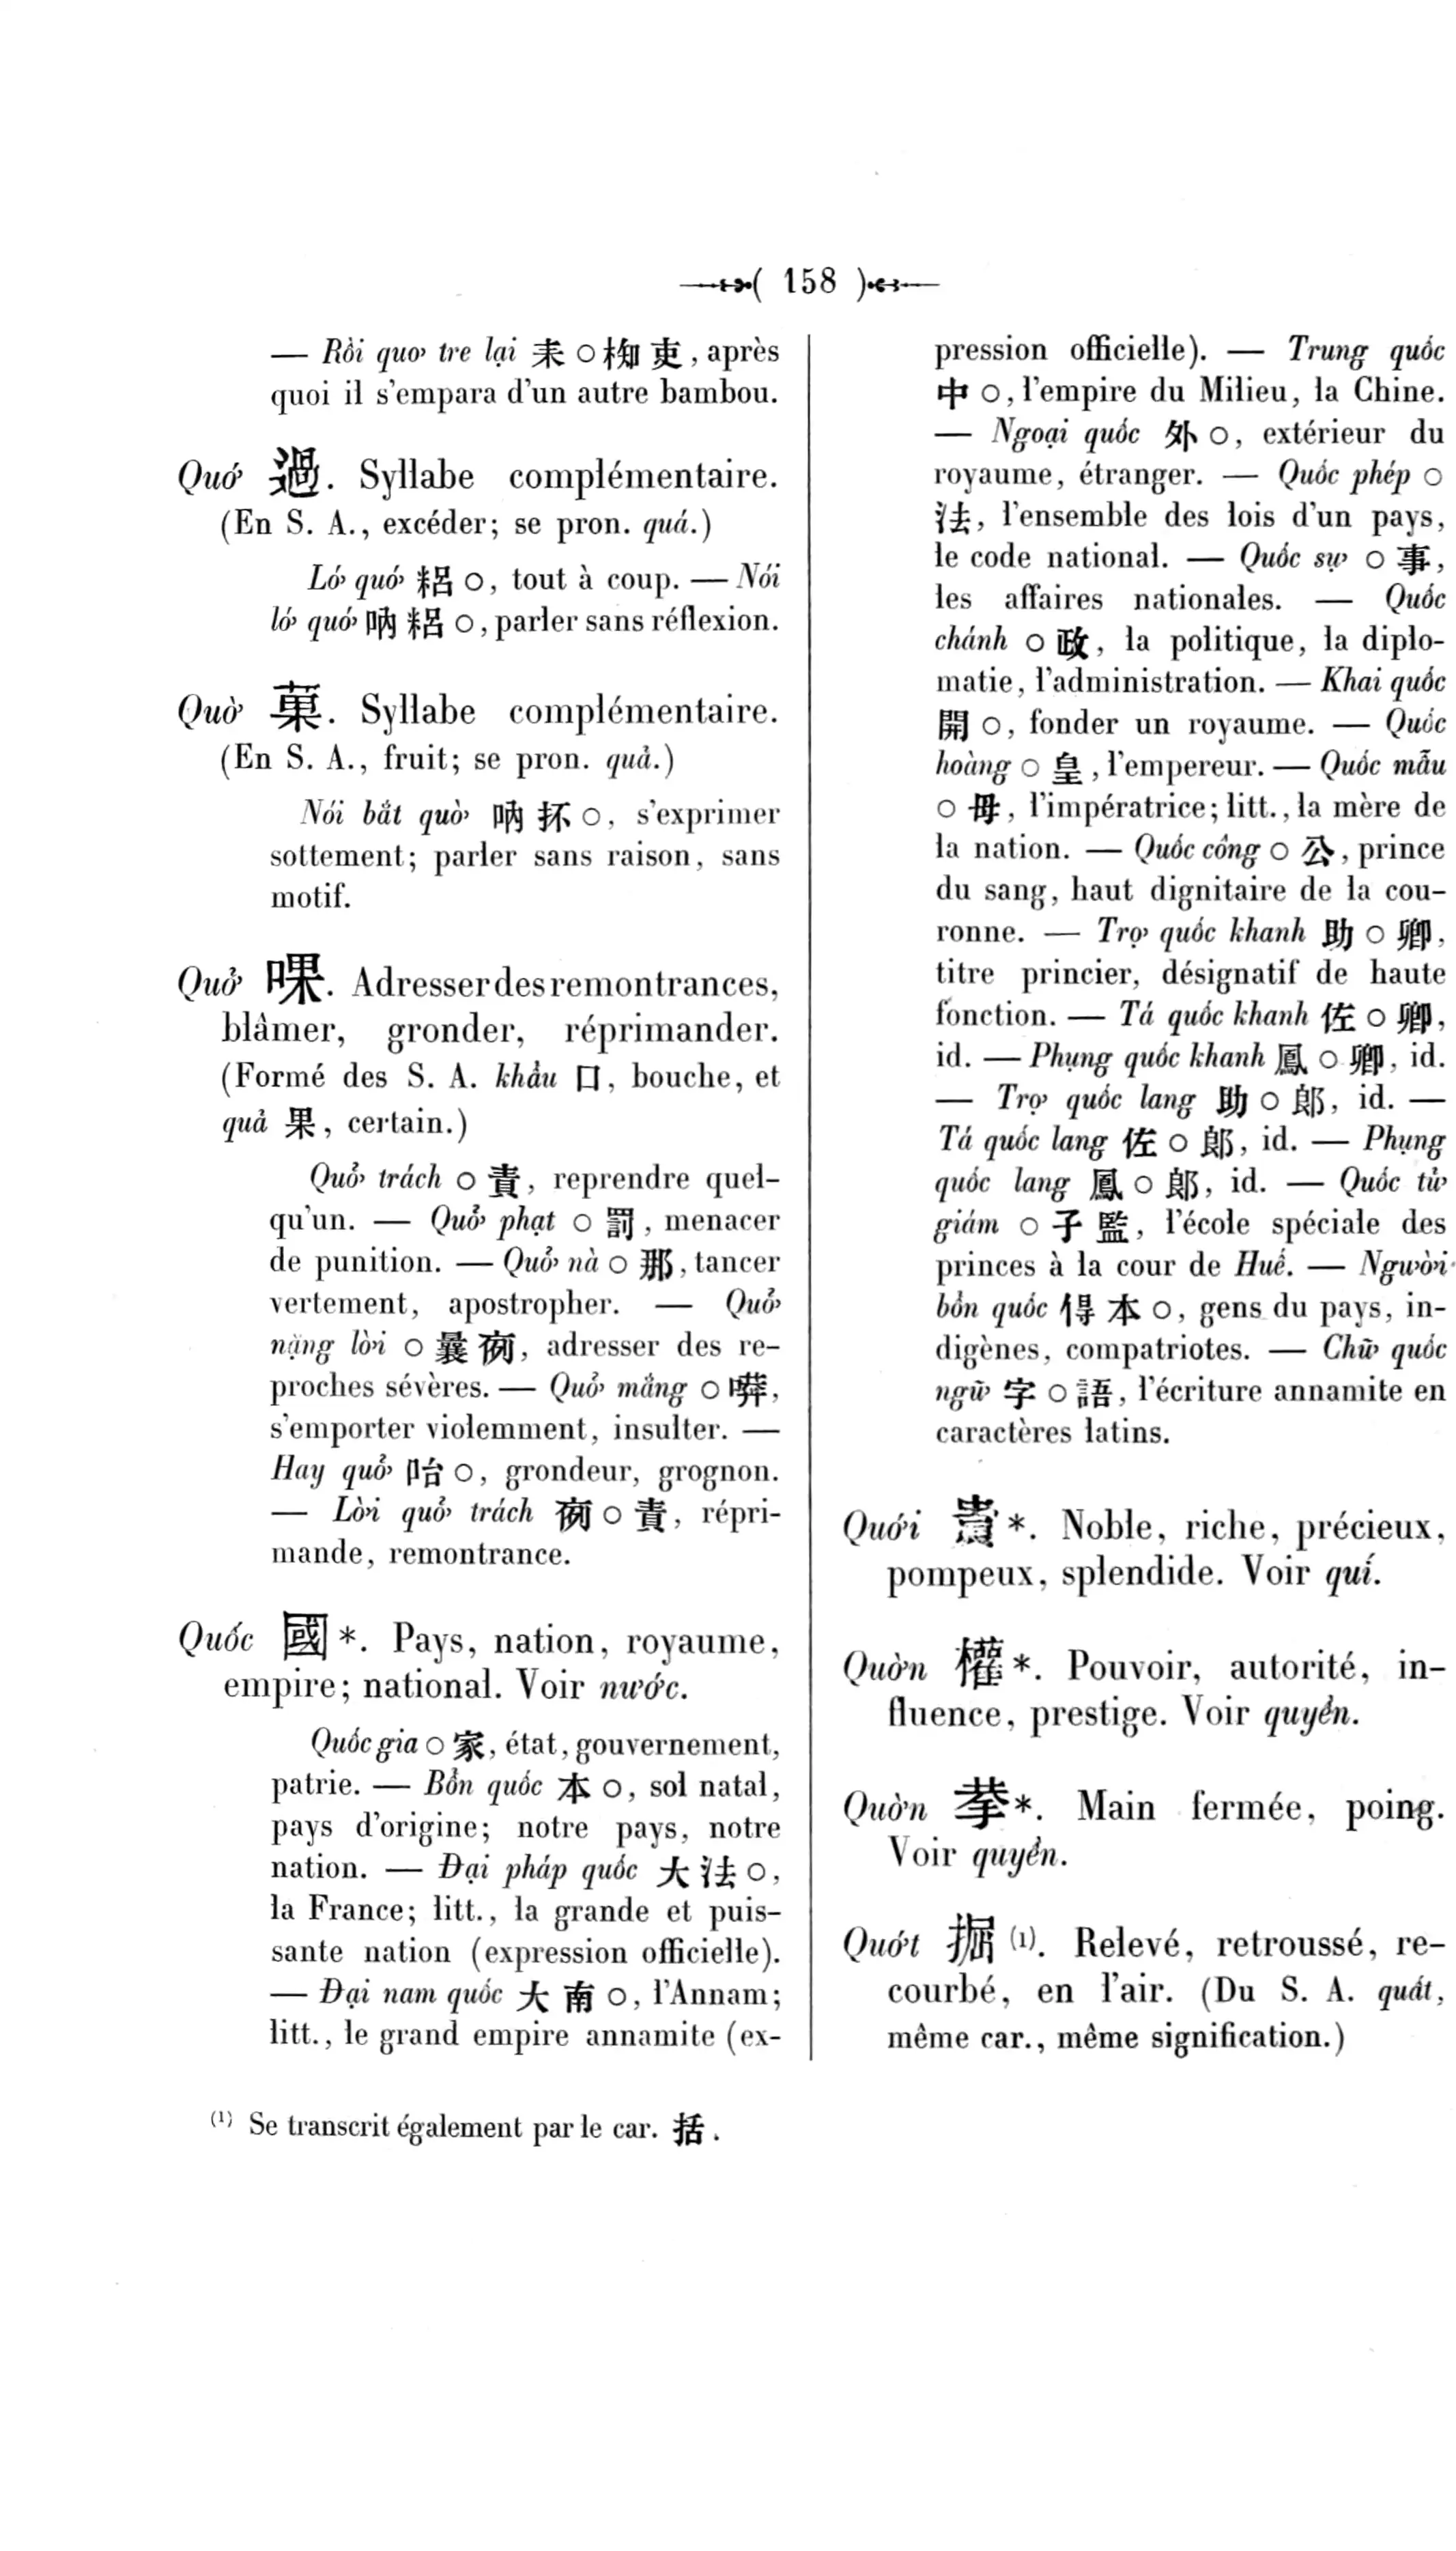 ( 158 )
— Rồi quơ tre lại 耒 ○ 椥 吏, après
quoi il s'empara d'un autre bambou.
Quớ 過. Syllabe complémentaire.
(En S. A., excéder; se pron. quá.)
Lớ quớ 粩 ○, tout à coup. — Nói
lớ quớ 吶 ○, parler sans réflexion.
Quờ 菓. Syllabe complémentaire.
(En S. A., fruit; se pron. quả.)
Nói bắt quờ 吶 抔 ○, s'exprimer
sottement; parler sans raison, sans
motif.
Quở 咼. Adresser des remontrances,
blâmer, gronder, réprimander.
(Formé des S. A. khẩu 口, bouche, et
quả 果, certain.)
Quở trách ○ 責, reprendre quel-
qu'un. — Quở phạt ○ 罰, menacer
de punition. — Quở nà ○ 那, tancer
vertement, apostropher. — Quở
nặng lời ○ 曩, adresser des re-
proches sévères. — Quở mắng ○ 嘩,
s'emporter violemment, insulter. —
Hay quở 咍 ○, grondeur, grognon.
— Lời quở trách ○ 責, répri-
mande, remontrance.
Quốc 國 *. Pays, nation, royaume,
empire; national. Voir nước.
Quốc gia ○ 家, état, gouvernement,
patrie. — Bổn quốc 本 ○, sol natal,
pays d'origine; notre pays, notre
nation. — Đại pháp quốc 大 法 ○,
la France; litt., la grande et puis-
sante nation (expression officielle).
— Đại nam quốc 大 南 ○, l'Annam;
litt., le grand empire annamite (ex-
pression officielle). — Trung quốc
中 ○, l'empire du Milieu, la Chine.
— Ngoại quốc 外 ○, extérieur du
royaume, étranger. — Quốc phép ○
法, l'ensemble des lois d'un pays,
le code national. — Quốc sự ○ 事,
les affaires nationales. — Quốc
chánh ○ 政, la politique, la diplo-
matie, l'administration. — Khai quốc
開 ○, fonder un royaume. — Quốc
hoàng ○ 皇, l'empereur. — Quốc mẫu
○ 母, l'impératrice; litt., la mère de
la nation. — Quốc công ○ 公, prince
du sang, haut dignitaire de la cou-
ronne. — Trợ quốc khanh 助 ○ 卿,
titre princier, désignatif de haute
fonction. — Tá quốc khanh 佐 ○ 卿,
id. — Phụng quốc khanh 鳳 ○ 卿, id.
— Trợ quốc lang 助 ○ 郎, id. —
Tá quốc lang 佐 ○ 郎, id. — Phụng
quốc lang 鳳 ○ 郎, id. — Quốc tử
giám ○ 子 監, l'école spéciale des
princes à la cour de Huế. — Người
bổn quốc 得 本 ○, gens du pays, in-
digènes, compatriotes. — Chữ quốc
ngữ 字 ○ 語, l'écriture annamite en
caractères latins.
Quới 貴 *. Noble, riche, précieux,
pompeux, splendide. Voir quí.
Quờn 權 *. Pouvoir, autorité, in-
fluence, prestige. Voir quyền.
Quờn 拳 *. Main fermée, poing.
Voir quyền.
Quớt 掘 (1). Relevé, retroussé, re-
courbé, en l'air. (Du S. A. quất,
même car., même signification.)
(1) Se transcrit également par le car. 括.